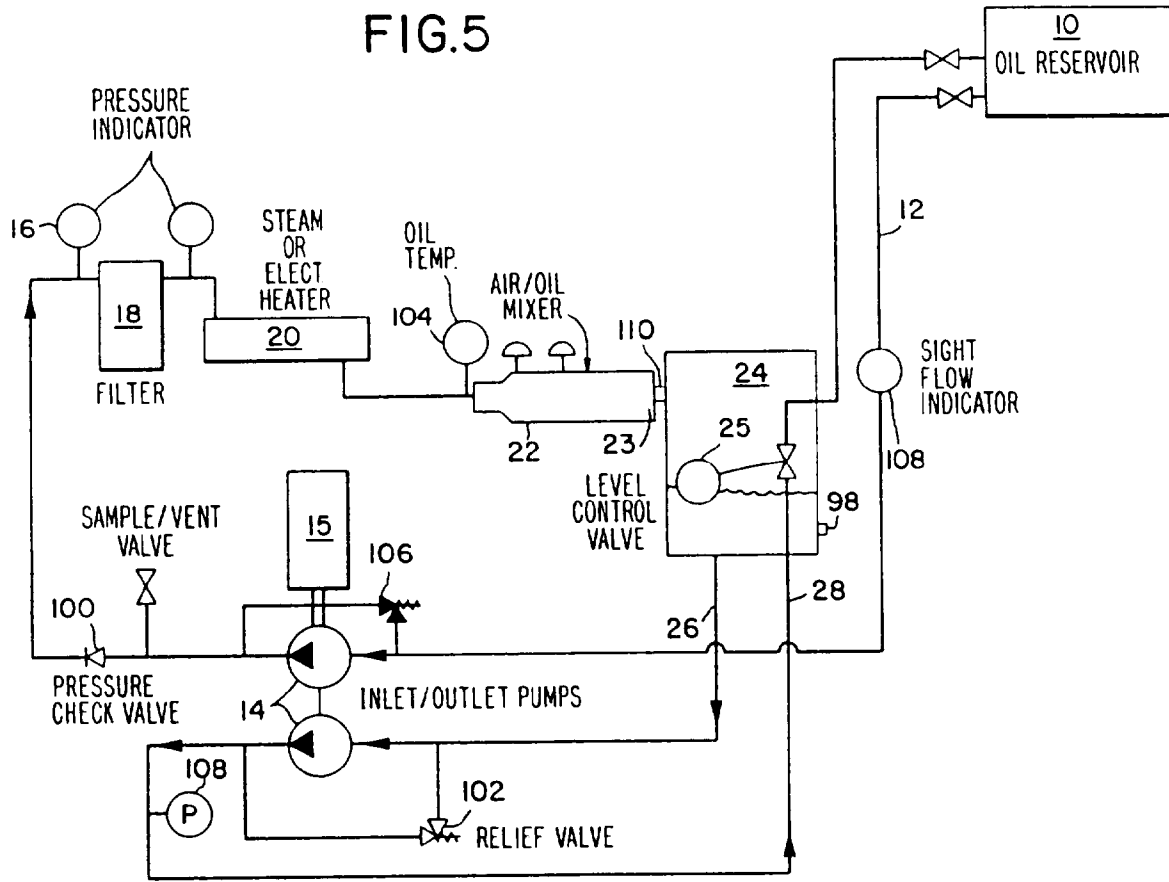 FIG.5
10
OIL RESERVOIR
PRESSURE
INDICATOR
16
12
STEAM
OR
ELECT
HEATER
OIL
TEMP.
AIR/OIL
MIXER
18
20
104
110
24
SIGHT
FLOW
INDICATOR
FILTER
22
23
25
108
LEVEL
CONTROL
VALVE
98
15
SAMPLE/VENT
VALVE
106
100
26
28
PRESSURE
CHECK VALVE
14
INLET/OUTLET PUMPS
108
P
102
RELIEF VALVE